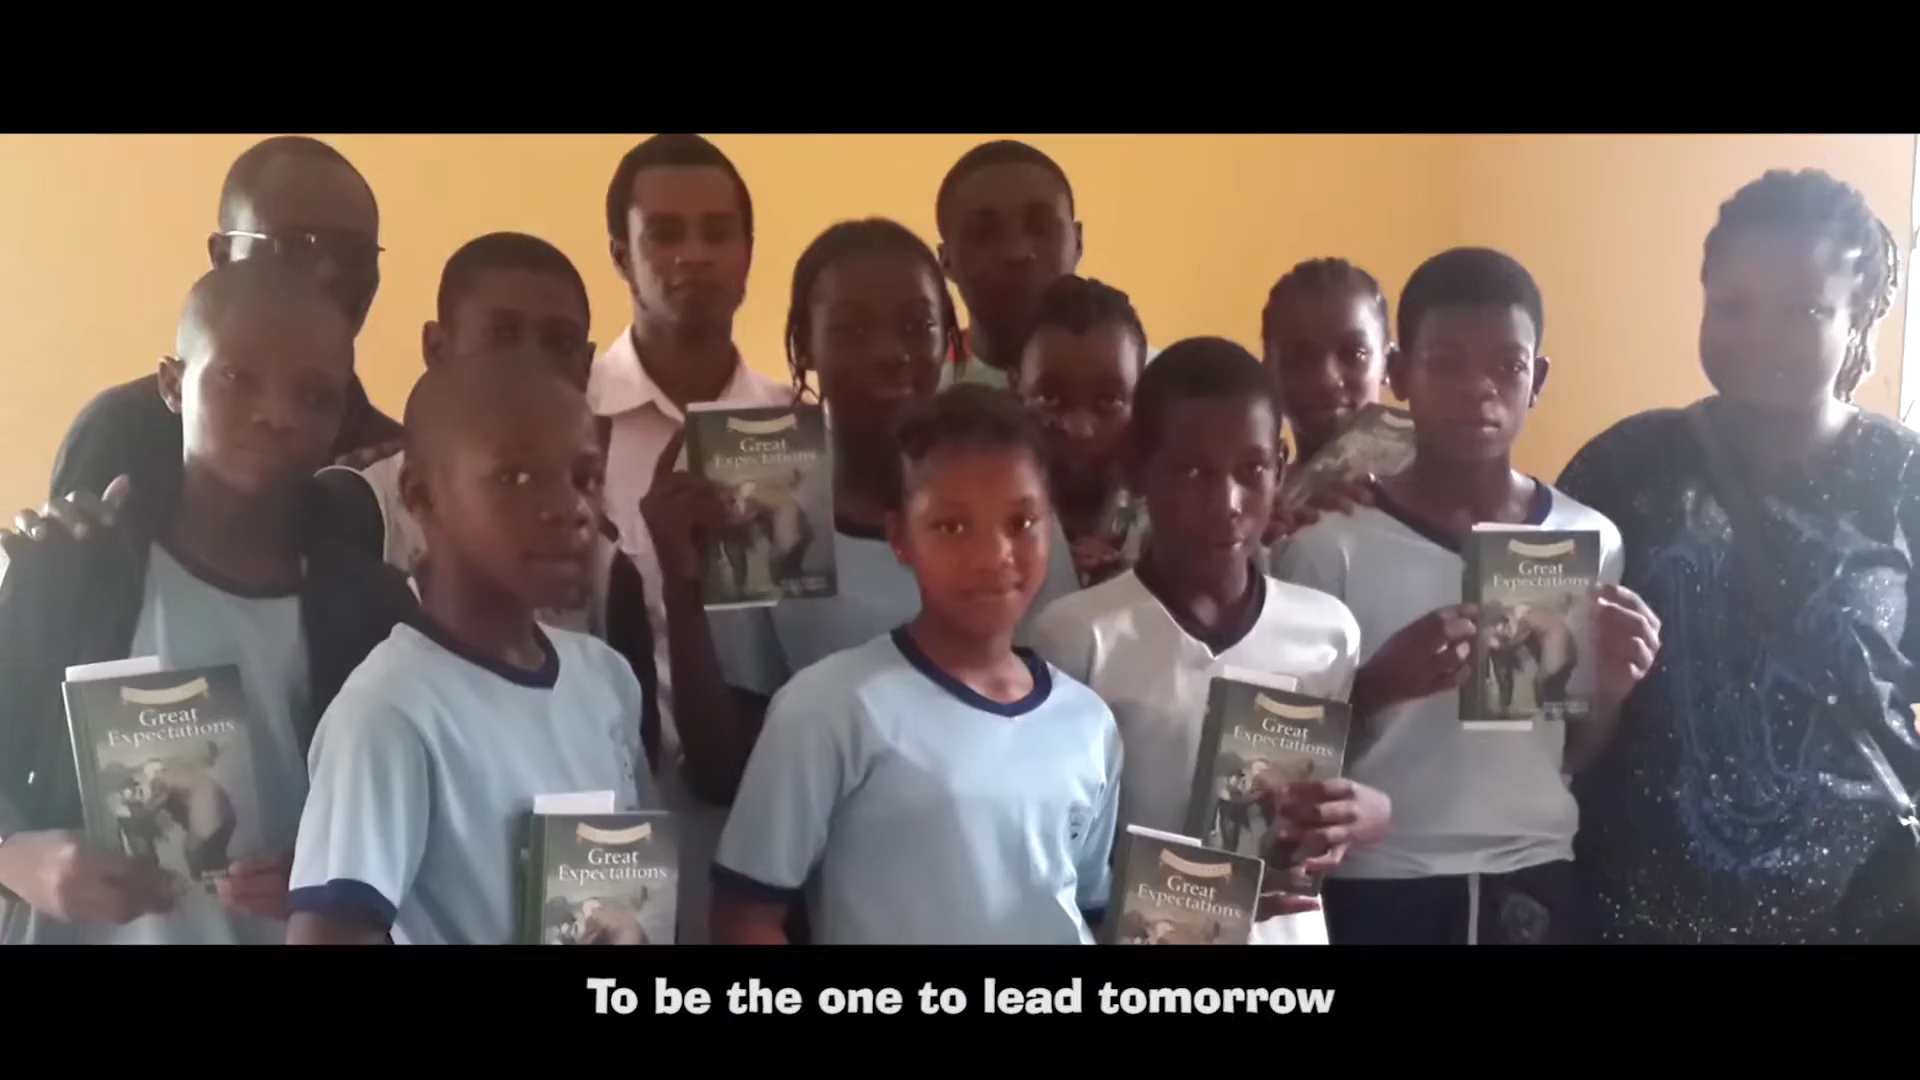 Great
Expectations
Great
Expectations
Great
Expectations
Great
Expectations
Great
Expectations
Great
Expectations
To be the one to lead tomorrow